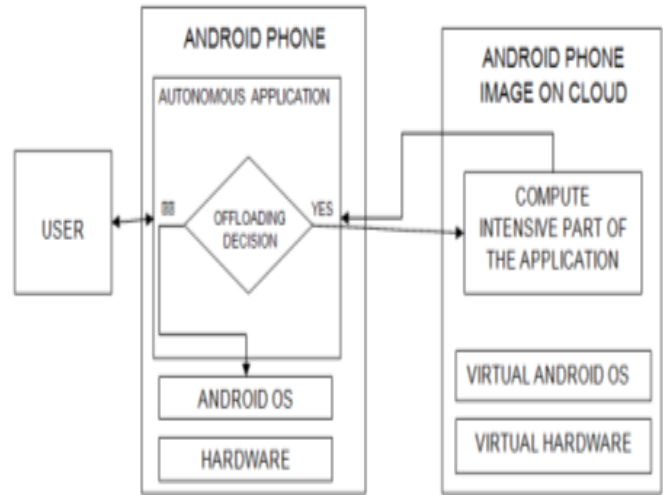 ANDROID PHONE
AUTONOMOUS APPLICATION
YES
OFFLOADING
DECISION
USER
ANDROID OS
HARDWARE
ANDROID PHONE
IMAGE ON CLOUD
COMPUTE
INTENSIVE PART OF
THE APPLICATION
VIRTUAL ANDROID OS
VIRTUAL HARDWARE